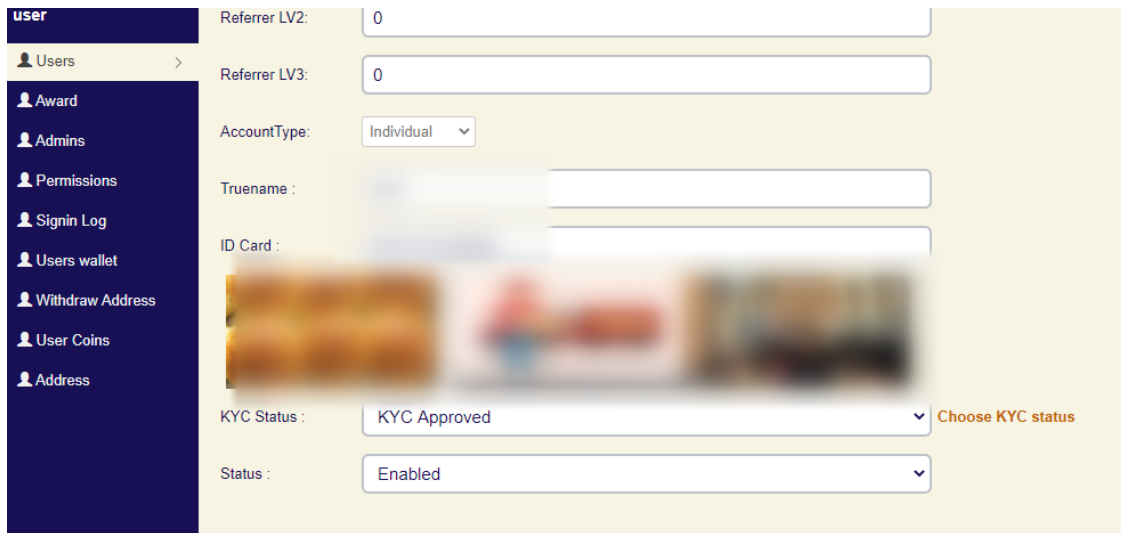 user
Users
Award
Admins
Permissions
Signin Log
Users wallet
Withdraw Address
User Coins
Address
Referrer LV2:
0
Referrer LV3:
0
AccountType:
Individual
Truename :
ID Card :
KYC Status :
KYC Approved
Choose KYC status
Status :
Enabled